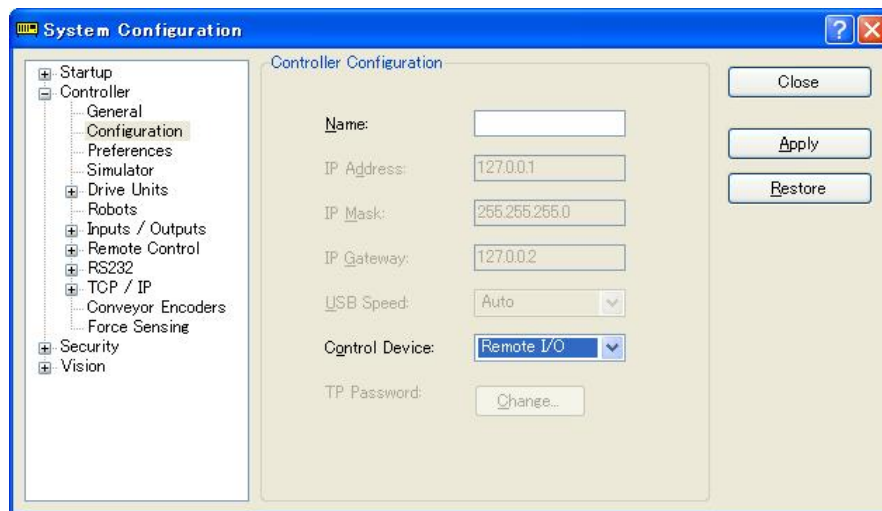 System Configuration
Startup
Controller
General
Configuration
Preferences
Simulator
Drive Units
Robots
Inputs / Outputs
Remote Control
RS232
TCP / IP
Conveyor Encoders
Force Sensing
Security
Vision
Controller Configuration
Name:
IP Address: 127.0.0.1
IP Mask: 255.255.255.0
IP Gateway: 127.0.0.2
USB Speed: Auto
Control Device: Remote I/O
TP Password: Change...
Close
Apply
Restore